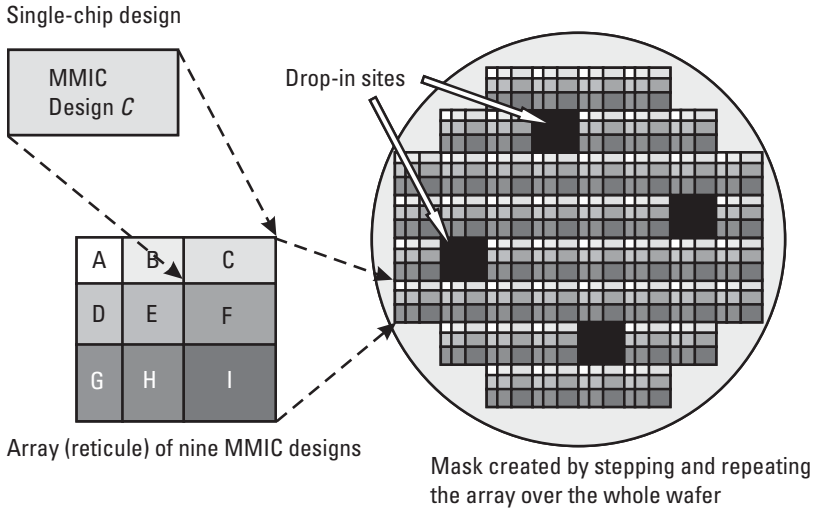 Single-chip design
MMIC
Design C
Drop-in sites
A B C
D E F
G H I
Array (reticule) of nine MMIC designs
Mask created by stepping and repeating
the array over the whole wafer